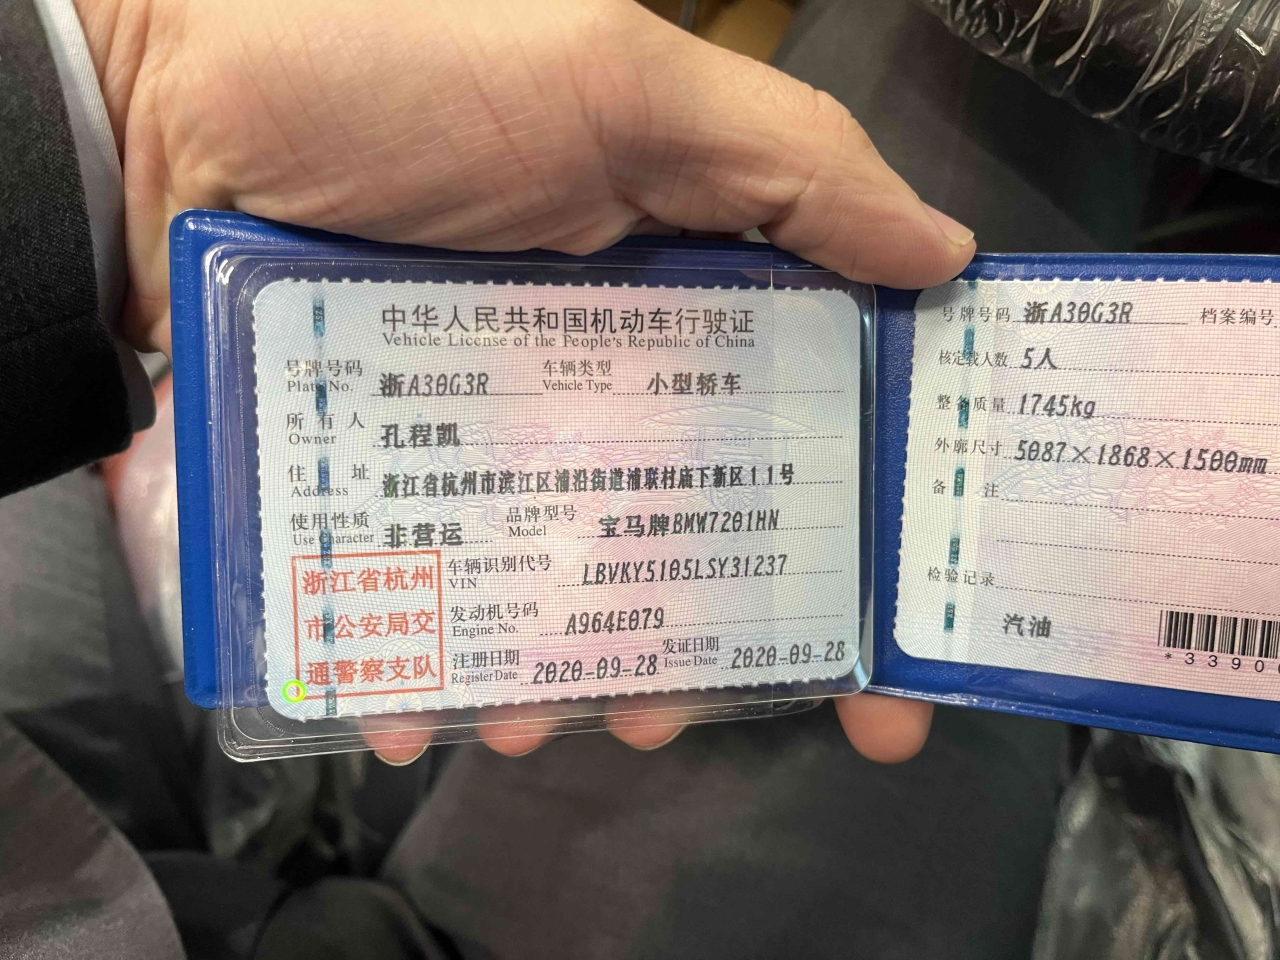 中华人民共和国机动车行驶证
Vehicle License of the People's Republic of China
号牌号码 浙A30G3R 车辆类型 小型轿车
Plate No. Vehicle Type
所有人 孔程凯
Owner
住址 浙江省杭州市滨江区浦沿街道浦联村庙下新区11号
Address
使用性质 非营运 品牌型号 宝马牌BMW7201HN
Use Character Model
浙江省杭州
市公安局交
通警察支队
车辆识别代号 LBVKY5105LSY31237
VIN
发动机号码 A964E079
Engine No.
注册日期 2020-09-28 发证日期 2020-09-28
Register Date Issue Date
号牌号码 浙A30G3R 档案编号
核定载人数 5人
整备质量 1745kg
外廓尺寸 5087×1868×1500mm
备注
检验记录
汽油
*3390